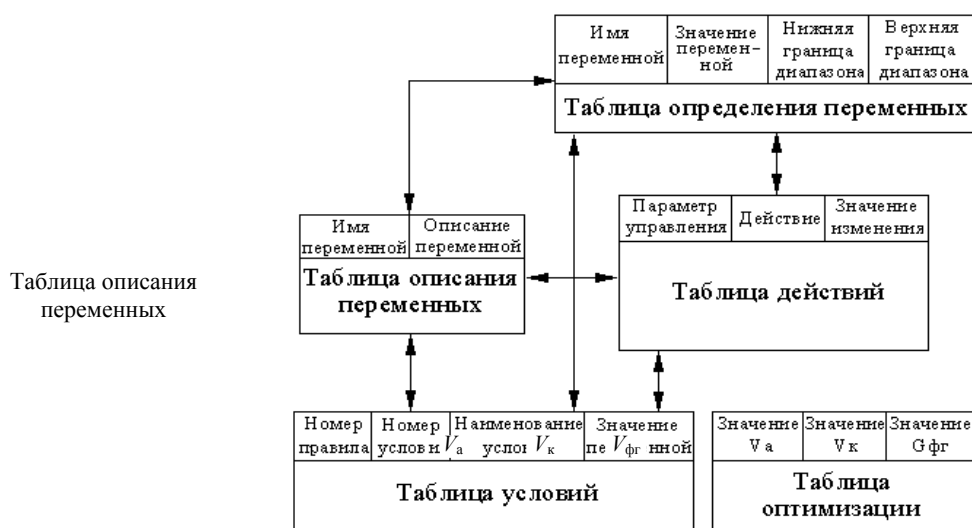 Имя
переменной
Значение
перемен-
ной
Нижняя
граница
диапазона
Верхняя
граница
диапазона
Таблица определения переменных
Параметр
управления
Действие
Значение
изменения
Таблица действий
Имя
переменной
Описание
переменной
Таблица описания
переменных
Таблица описания
переменных
Номер
правила
Номер
услови Vа
Наименование
услов Vк
Значение
пе Vфг нной
Таблица условий
Значение
Vа
Значение
Vк
Значение
Gфг
Таблица
оптимизации